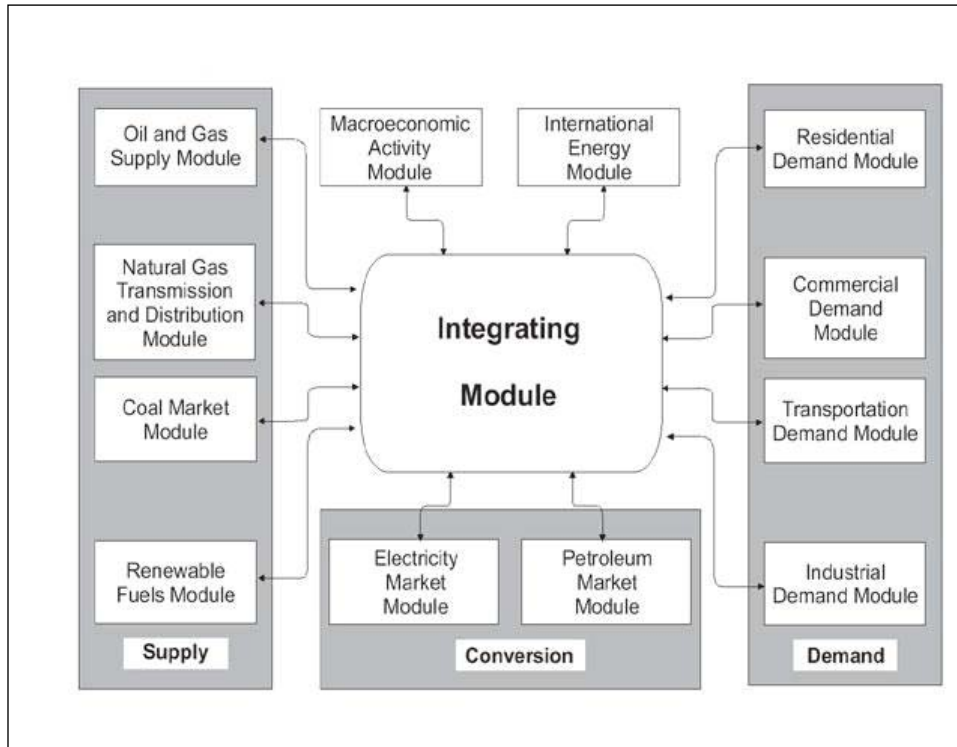 Oil and Gas
Supply Module
Natural Gas
Transmission
and Distribution
Module
Coal Market
Module
Renewable
Fuels Module
Supply
Macroeconomic
Activity
Module
International
Energy
Module
Integrating
Module
Electricity
Market
Module
Petroleum
Market
Module
Conversion
Residential
Demand Module
Commercial
Demand
Module
Transportation
Demand Module
Industrial
Demand Module
Demand